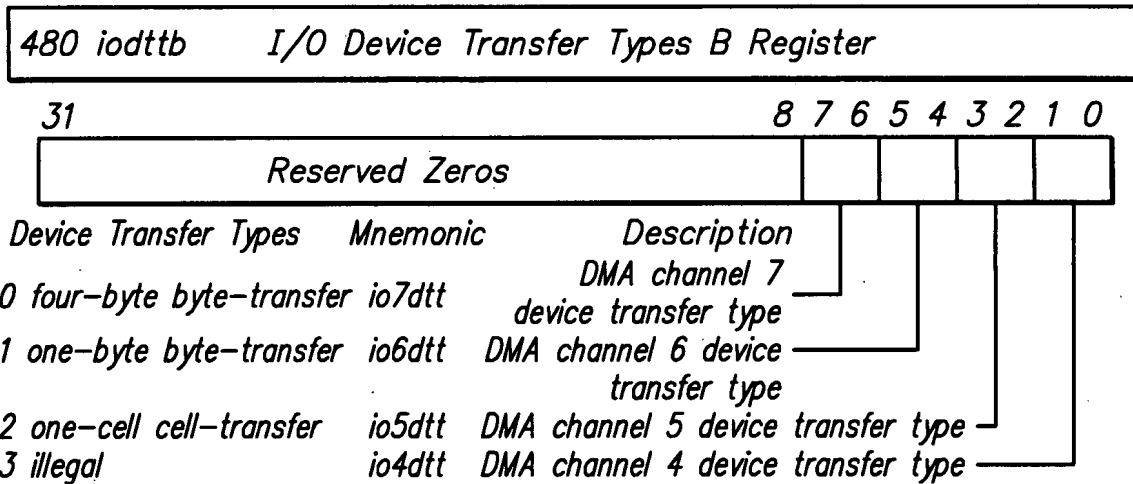 480 iodttb I/O Device Transfer Types B Register
31 8 7 6 5 4 3 2 1 0
Reserved Zeros
Device Transfer Types Mnemonic Description
DMA channel 7
0 four-byte byte-transfer io7dtt device transfer type
1 one-byte byte-transfer io6dtt DMA channel 6 device
transfer type
2 one-cell cell-transfer io5dtt DMA channel 5 device transfer type
3 illegal io4dtt DMA channel 4 device transfer type